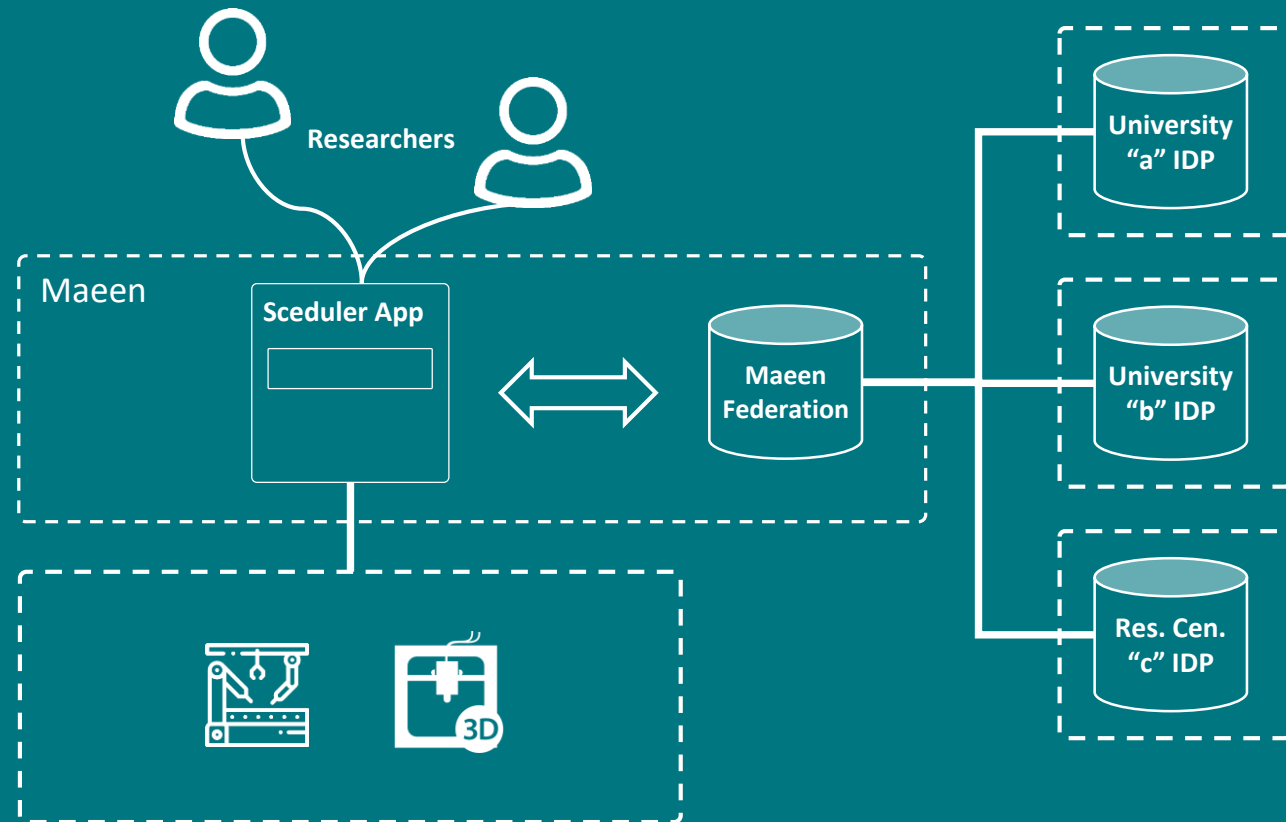 Researchers
Maeen
Sceduler App
Maeen
Federation
University
“a” IDP
University
“b” IDP
Res. Cen.
“c” IDP
3D